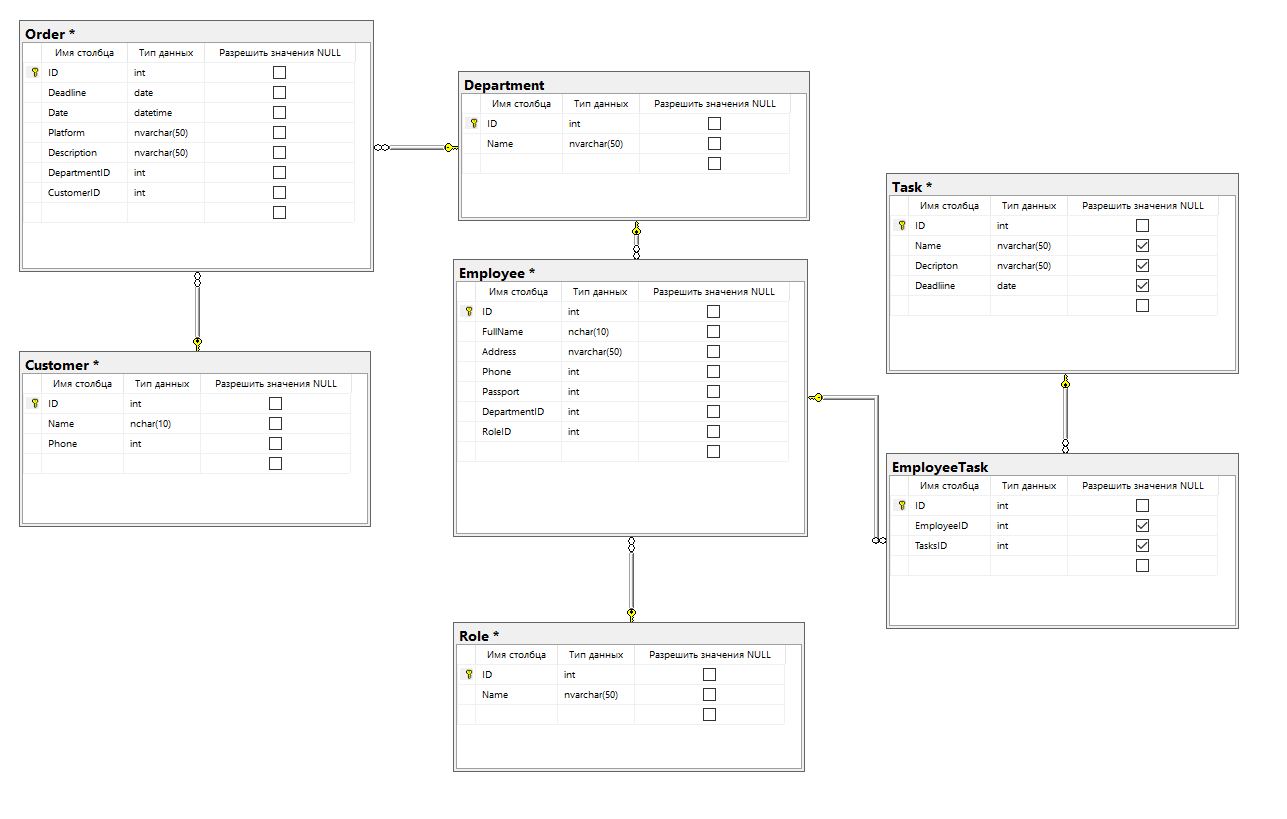 Order *
Имя столбца Тип данных Разрешить значения NULL
ID int
Deadline date
Date datetime
Platform nvarchar(50)
Description nvarchar(50)
DepartmentID int
CustomerID int
Department
Имя столбца Тип данных Разрешить значения NULL
ID int
Name nvarchar(50)
Task *
Имя столбца Тип данных Разрешить значения NULL
ID int
Name nvarchar(50)
Decripton nvarchar(50)
Deadliine date
Employee *
Имя столбца Тип данных Разрешить значения NULL
ID int
FullName nchar(10)
Address nvarchar(50)
Phone int
Passport int
DepartmentID int
RoleID int
Customer *
Имя столбца Тип данных Разрешить значения NULL
ID int
Name nchar(10)
Phone int
EmployeeTask
Имя столбца Тип данных Разрешить значения NULL
ID int
EmployeeID int
TasksID int
Role *
Имя столбца Тип данных Разрешить значения NULL
ID int
Name nvarchar(50)